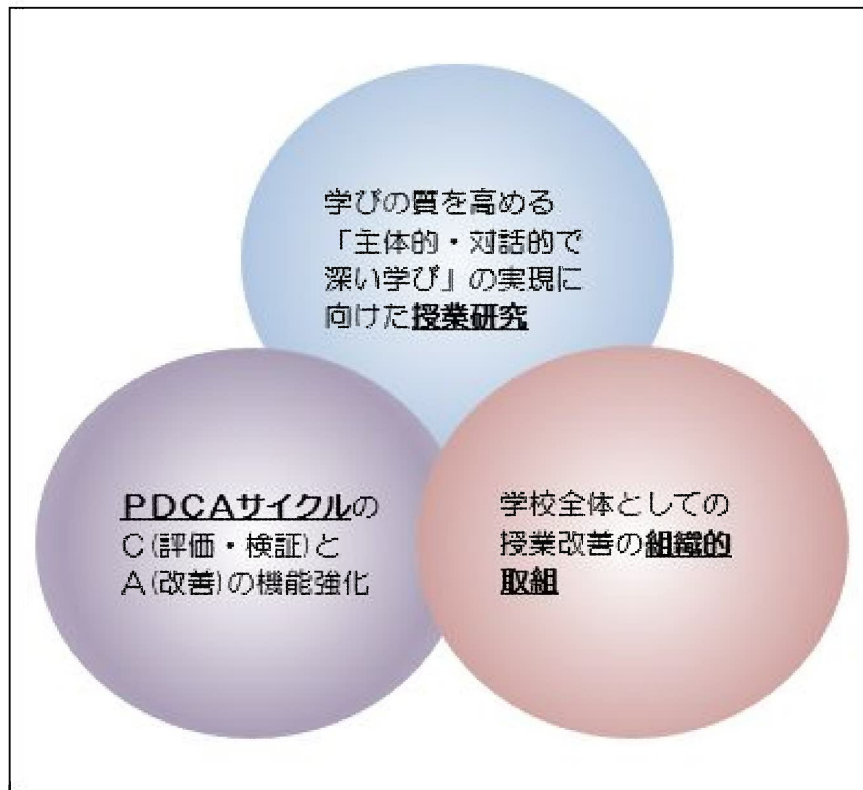 学びの質を高める
「主体的・対話的で
深い学び」の実現に
向けた授業研究
PDCAサイクルの
C(評価・検証)と
A(改善)の機能強化
学校全体としての
授業改善の組織的
取組